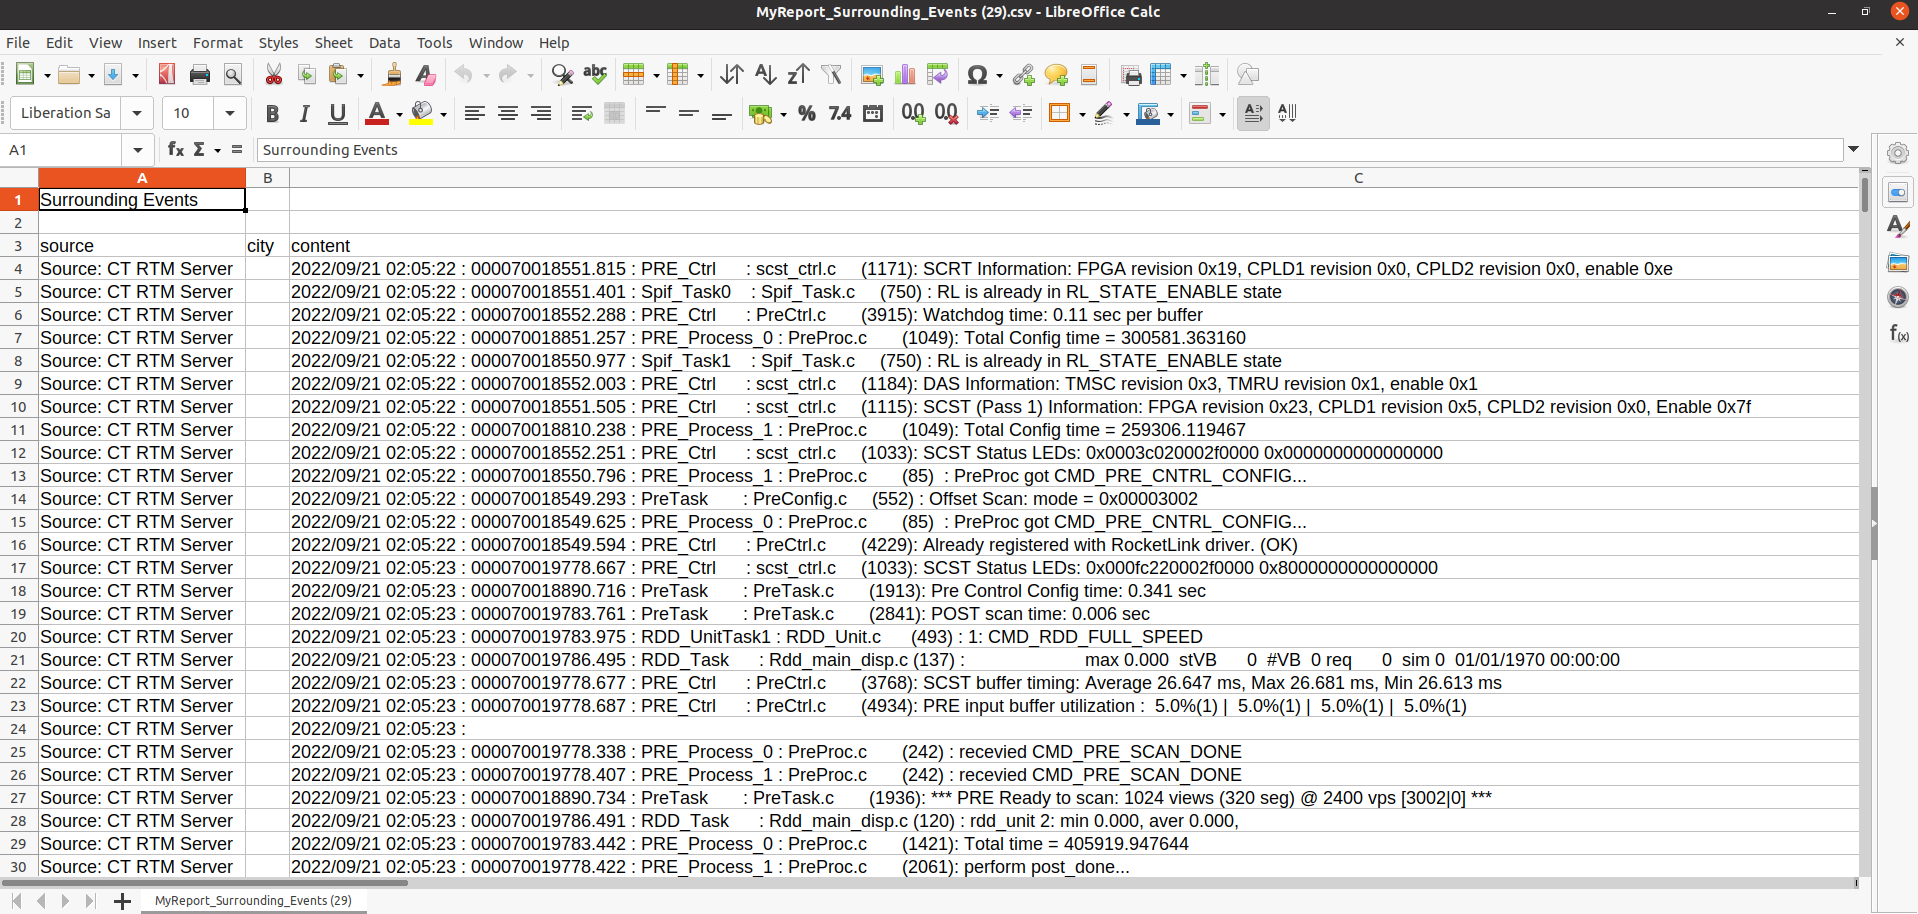 MyReport_Surrounding_Events (29).csv - LibreOffice Calc
File Edit View Insert Format Styles Sheet Data Tools Window Help
Liberation Sa 10
A1 Surrounding Events
A B C
1 Surrounding Events
2
3 source city content
4 Source: CT RTM Server 2022/09/21 02:05:22 : 000070018551.815 : PRE_Ctrl : scst_ctrl.c (1171): SCRT Information: FPGA revision 0x19, CPLD1 revision 0x0, CPLD2 revision 0x0, enable 0xe
5 Source: CT RTM Server 2022/09/21 02:05:22 : 000070018551.401 : Spif_Task0 : Spif_Task.c (750) : RL is already in RL_STATE_ENABLE state
6 Source: CT RTM Server 2022/09/21 02:05:22 : 000070018552.288 : PRE_Ctrl : PreCtrl.c (3915): Watchdog time: 0.11 sec per buffer
7 Source: CT RTM Server 2022/09/21 02:05:22 : 000070018851.257 : PRE_Process_0 : PreProc.c (1049): Total Config time = 300581.363160
8 Source: CT RTM Server 2022/09/21 02:05:22 : 000070018550.977 : Spif_Task1 : Spif_Task.c (750) : RL is already in RL_STATE_ENABLE state
9 Source: CT RTM Server 2022/09/21 02:05:22 : 000070018552.003 : PRE_Ctrl : scst_ctrl.c (1184): DAS Information: TMSC revision 0x3, TMRU revision 0x1, enable 0x1
10 Source: CT RTM Server 2022/09/21 02:05:22 : 000070018551.505 : PRE_Ctrl : scst_ctrl.c (1115): SCST (Pass 1) Information: FPGA revision 0x23, CPLD1 revision 0x5, CPLD2 revision 0x0, Enable 0x7f
11 Source: CT RTM Server 2022/09/21 02:05:22 : 000070018810.238 : PRE_Process_1 : PreProc.c (1049): Total Config time = 259306.119467
12 Source: CT RTM Server 2022/09/21 02:05:22 : 000070018552.251 : PRE_Ctrl : scst_ctrl.c (1033): SCST Status LEDs: 0x0003c020002f0000 0x0000000000000000
13 Source: CT RTM Server 2022/09/21 02:05:22 : 000070018550.796 : PRE_Process_1 : PreProc.c (85) : PreProc got CMD_PRE_CNTRL_CONFIG...
14 Source: CT RTM Server 2022/09/21 02:05:22 : 000070018549.293 : PreTask : PreConfig.c (552) : Offset Scan: mode = 0x00003002
15 Source: CT RTM Server 2022/09/21 02:05:22 : 000070018549.625 : PRE_Process_0 : PreProc.c (85) : PreProc got CMD_PRE_CNTRL_CONFIG...
16 Source: CT RTM Server 2022/09/21 02:05:22 : 000070018549.594 : PRE_Ctrl : PreCtrl.c (4229): Already registered with RocketLink driver. (OK)
17 Source: CT RTM Server 2022/09/21 02:05:23 : 000070019778.667 : PRE_Ctrl : scst_ctrl.c (1033): SCST Status LEDs: 0x000fc220002f0000 0x8000000000000000
18 Source: CT RTM Server 2022/09/21 02:05:23 : 000070018890.716 : PreTask : PreTask.c (1913): Pre Control Config time: 0.341 sec
19 Source: CT RTM Server 2022/09/21 02:05:23 : 000070019783.761 : PreTask : PreTask.c (2841): POST scan time: 0.006 sec
20 Source: CT RTM Server 2022/09/21 02:05:23 : 000070019783.975 : RDD_UnitTask1 : RDD_Unit.c (493) : 1: CMD_RDD_FULL_SPEED
21 Source: CT RTM Server 2022/09/21 02:05:23 : 000070019786.495 : RDD_Task : Rdd_main_disp.c (137) : max 0.000 stVB 0 #VB 0 req 0 sim 0 01/01/1970 00:00:00
22 Source: CT RTM Server 2022/09/21 02:05:23 : 000070019778.677 : PRE_Ctrl : PreCtrl.c (3768): SCST buffer timing: Average 26.647 ms, Max 26.681 ms, Min 26.613 ms
23 Source: CT RTM Server 2022/09/21 02:05:23 : 000070019778.687 : PRE_Ctrl : PreCtrl.c (4934): PRE input buffer utilization : 5.0%(1) | 5.0%(1) | 5.0%(1) | 5.0%(1)
24 Source: CT RTM Server 2022/09/21 02:05:23 :
25 Source: CT RTM Server 2022/09/21 02:05:23 : 000070019778.338 : PRE_Process_0 : PreProc.c (242) : recevied CMD_PRE_SCAN_DONE
26 Source: CT RTM Server 2022/09/21 02:05:23 : 000070019778.407 : PRE_Process_1 : PreProc.c (242) : recevied CMD_PRE_SCAN_DONE
27 Source: CT RTM Server 2022/09/21 02:05:23 : 000070018890.734 : PreTask : PreTask.c (1936): *** PRE Ready to scan: 1024 views (320 seg) @ 2400 vps [3002|0] ***
28 Source: CT RTM Server 2022/09/21 02:05:23 : 000070019786.491 : RDD_Task : Rdd_main_disp.c (120) : rdd_unit 2: min 0.000, aver 0.000,
29 Source: CT RTM Server 2022/09/21 02:05:23 : 000070019783.442 : PRE_Process_0 : PreProc.c (1421): Total time = 405919.947644
30 Source: CT RTM Server 2022/09/21 02:05:23 : 000070019778.422 : PRE_Process_1 : PreProc.c (2061): perform post_done...
MyReport_Surrounding_Events (29)